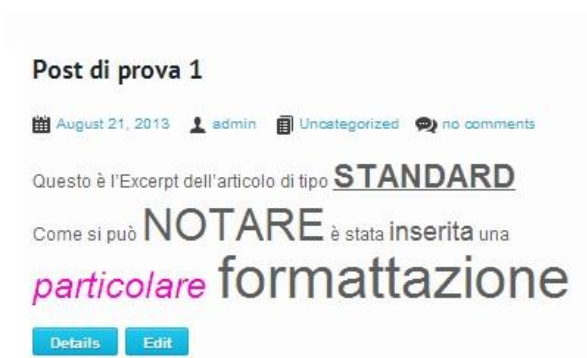 Post di prova 1
August 21, 2013 admin Uncategorized no comments
Questo è l'Excerpt dell'articolo di tipo STANDARD
Come si può NOTARE è stata inserita una
particolare formattazione
Details Edit